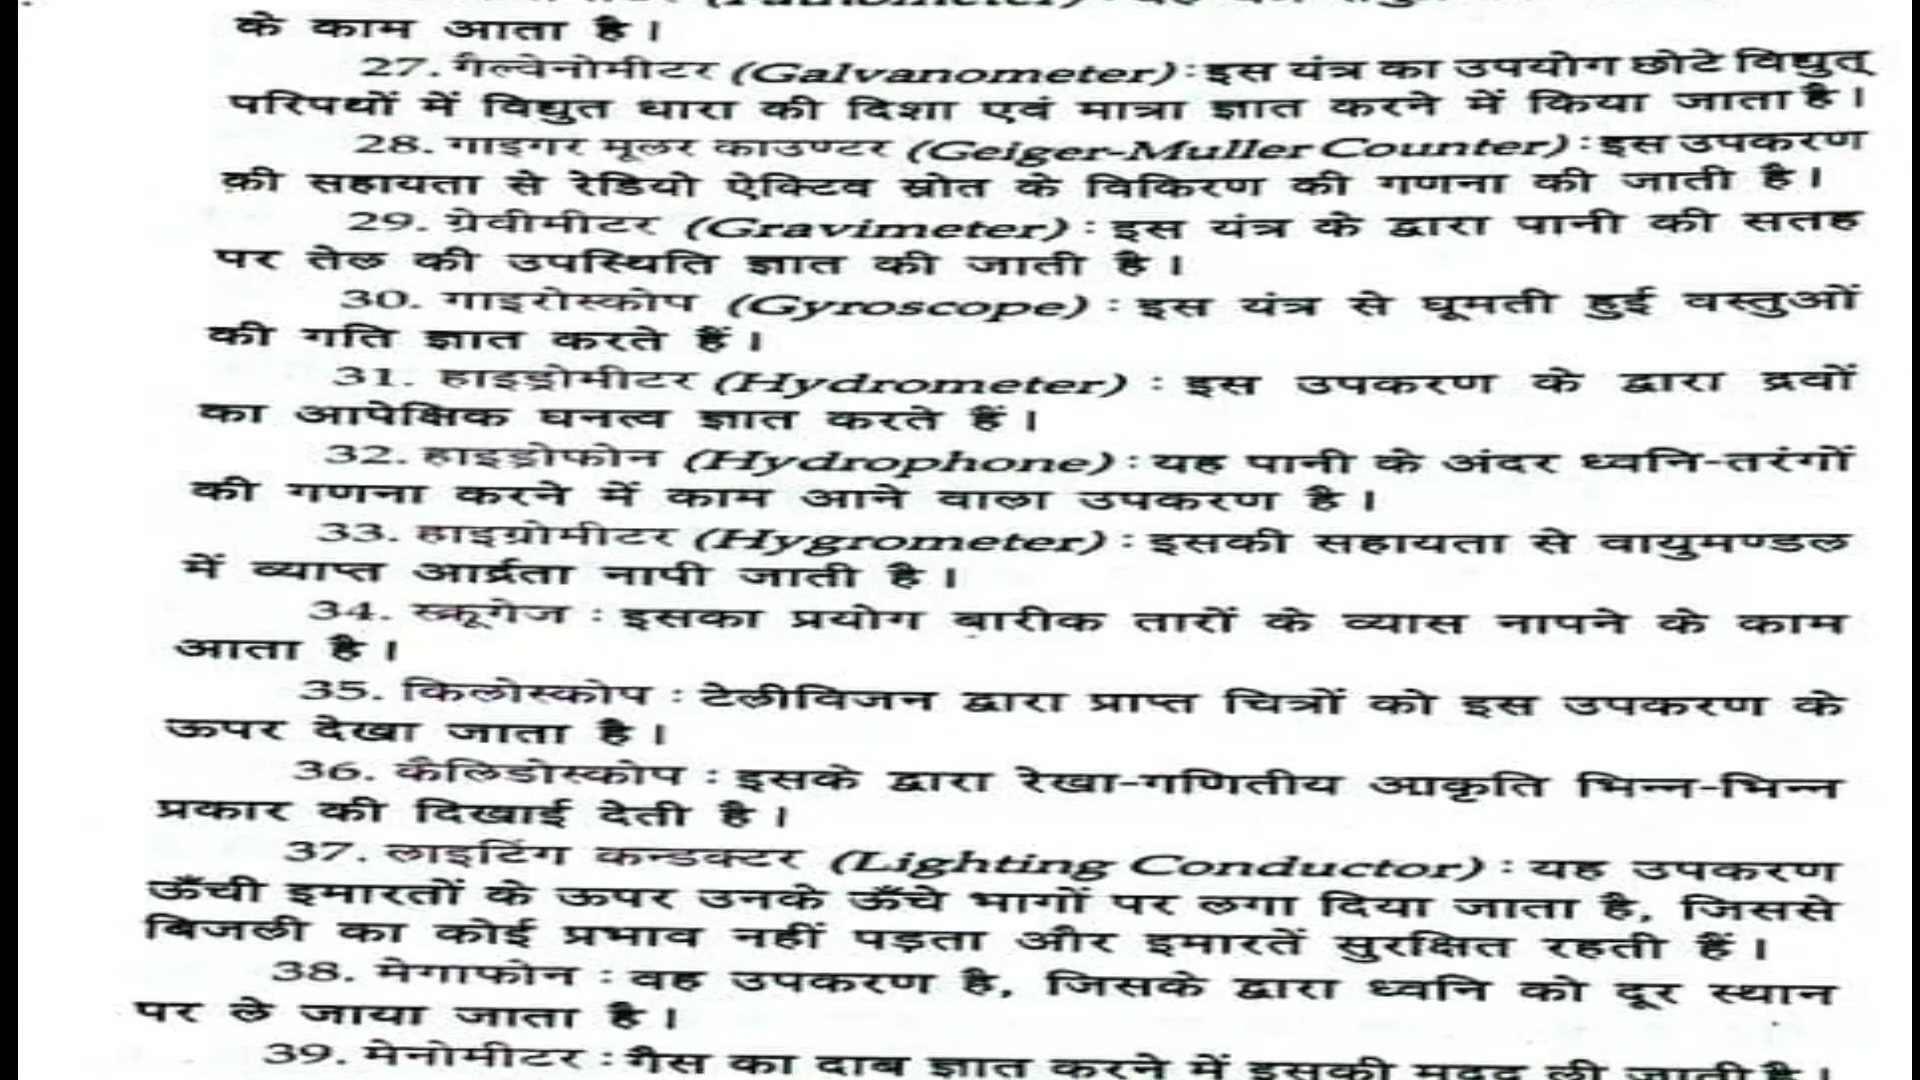 (Fathometer) : यह यंत्र
के काम आता है।
27. गैल्वेनोमीटर (Galvanometer) : इस यंत्र का उपयोग छोटे विद्युत्
परिपथों में विद्युत धारा की दिशा एवं मात्रा ज्ञात करने में किया जाता है।
28. गाइगर मूलर काउण्टर (Geiger-Muller Counter) : इस उपकरण
की सहायता से रेडियो ऐक्टिव स्रोत के विकिरण की गणना की जाती है।
29. ग्रेवीमीटर (Gravimeter) : इस यंत्र के द्वारा पानी की सतह
पर तेल की उपस्थिति ज्ञात की जाती है।
30. गाइरोस्कोप (Gyroscope) : इस यंत्र से घूमती हुई वस्तुओं
की गति ज्ञात करते हैं।
31. हाइड्रोमीटर (Hydrometer) : इस उपकरण के द्वारा द्रवों
का आपेक्षिक घनत्व ज्ञात करते हैं।
32. हाइड्रोफोन (Hydrophone) : यह पानी के अंदर ध्वनि-तरंगों
की गणना करने में काम आने वाला उपकरण है।
33. हाइग्रोमीटर (Hygrometer) : इसकी सहायता से वायुमण्डल
में व्याप्त आर्द्रता नापी जाती है।
34. स्क्रूगेज : इसका प्रयोग बारीक तारों के व्यास नापने के काम
आता है।
35. किलोस्कोप : टेलीविजन द्वारा प्राप्त चित्रों को इस उपकरण के
ऊपर देखा जाता है।
36. कैलिडोस्कोप : इसके द्वारा रेखा-गणितीय आकृति भिन्न-भिन्न
प्रकार की दिखाई देती है।
37. लाइटिंग कन्डक्टर (Lighting Conductor) : यह उपकरण
ऊँची इमारतों के ऊपर उनके ऊँचे भागों पर लगा दिया जाता है, जिससे
बिजली का कोई प्रभाव नहीं पड़ता और इमारतें सुरक्षित रहती हैं।
38. मेगाफोन : वह उपकरण है, जिसके द्वारा ध्वनि को दूर स्थान
पर ले जाया जाता है।
39. मेनोमीटर : गैस का दाब ज्ञात करने में इसकी मदद ली जाती है।